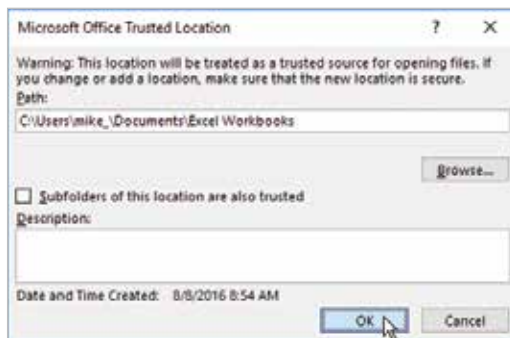 Microsoft Office Trusted Location ? X
Warning: This location will be treated as a trusted source for opening files. If
you change or add a location, make sure that the new location is secure.
Path:
C:\Users\mike_\Documents\Excel Workbooks
Browse...
Subfolders of this location are also trusted
Description:
Date and Time Created: 8/8/2016 8:54 AM
OK Cancel